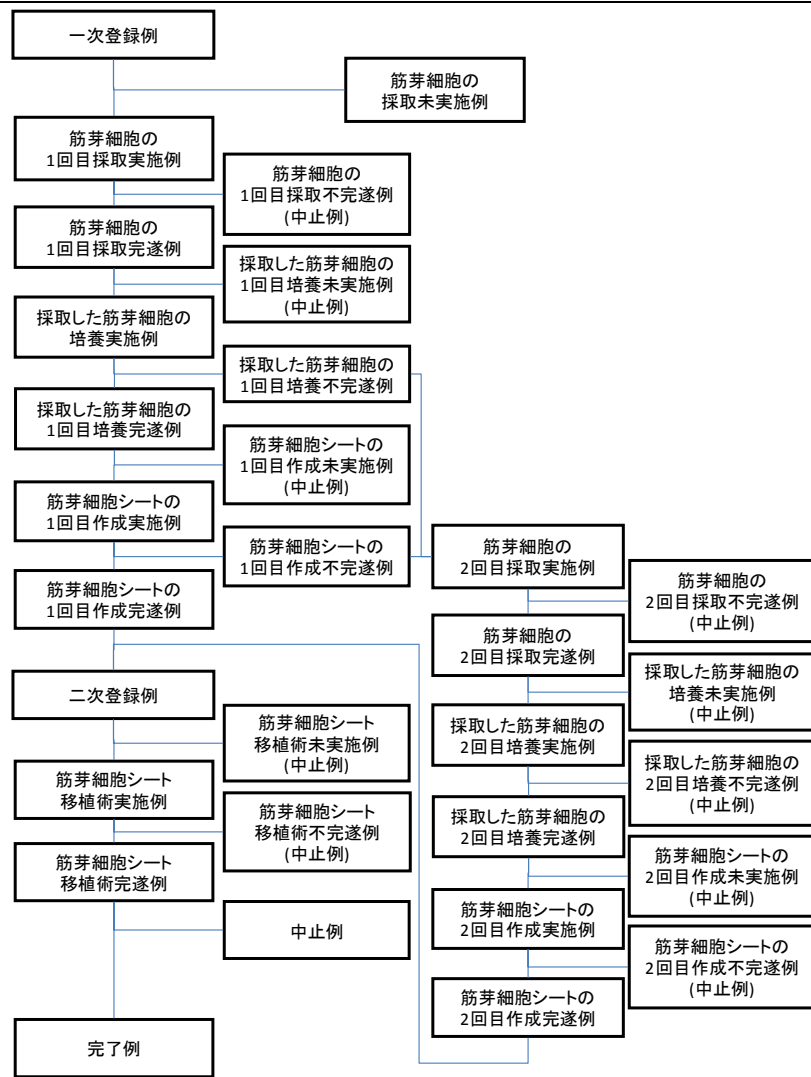 一次登録例
筋芽細胞の
採取未実施例
筋芽細胞の
1回目採取実施例
筋芽細胞の
1回目採取不完遂例
(中止例)
筋芽細胞の
1回目採取完遂例
採取した筋芽細胞の
1回目培養未実施例
(中止例)
採取した筋芽細胞の
培養実施例
採取した筋芽細胞の
1回目培養不完遂例
採取した筋芽細胞の
1回目培養完遂例
筋芽細胞シートの
1回目作成未実施例
(中止例)
筋芽細胞シートの
1回目作成実施例
筋芽細胞シートの
1回目作成不完遂例
筋芽細胞シートの
1回目作成完遂例
筋芽細胞の
2回目採取実施例
筋芽細胞の
2回目採取不完遂例
(中止例)
筋芽細胞の
2回目採取完遂例
採取した筋芽細胞の
培養未実施例
(中止例)
採取した筋芽細胞の
2回目培養実施例
採取した筋芽細胞の
2回目培養不完遂例
(中止例)
採取した筋芽細胞の
2回目培養完遂例
筋芽細胞シートの
2回目作成未実施例
(中止例)
筋芽細胞シートの
2回目作成実施例
筋芽細胞シートの
2回目作成不完遂例
(中止例)
筋芽細胞シートの
2回目作成完遂例
二次登録例
筋芽細胞シート
移植術未実施例
(中止例)
筋芽細胞シート
移植術実施例
筋芽細胞シート
移植術不完遂例
(中止例)
筋芽細胞シート
移植術完遂例
中止例
完了例